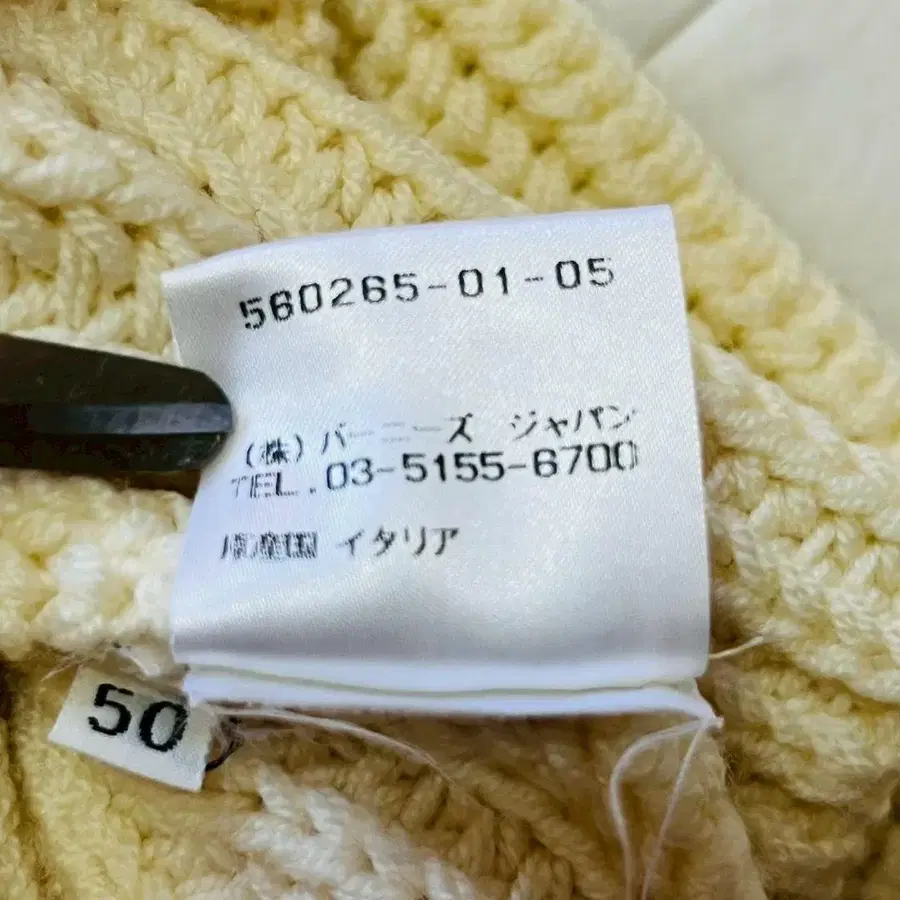 560265-01-05
(株)バーニーズ ジャパン
TEL.03-5155-6700
原産国 イタリア
50